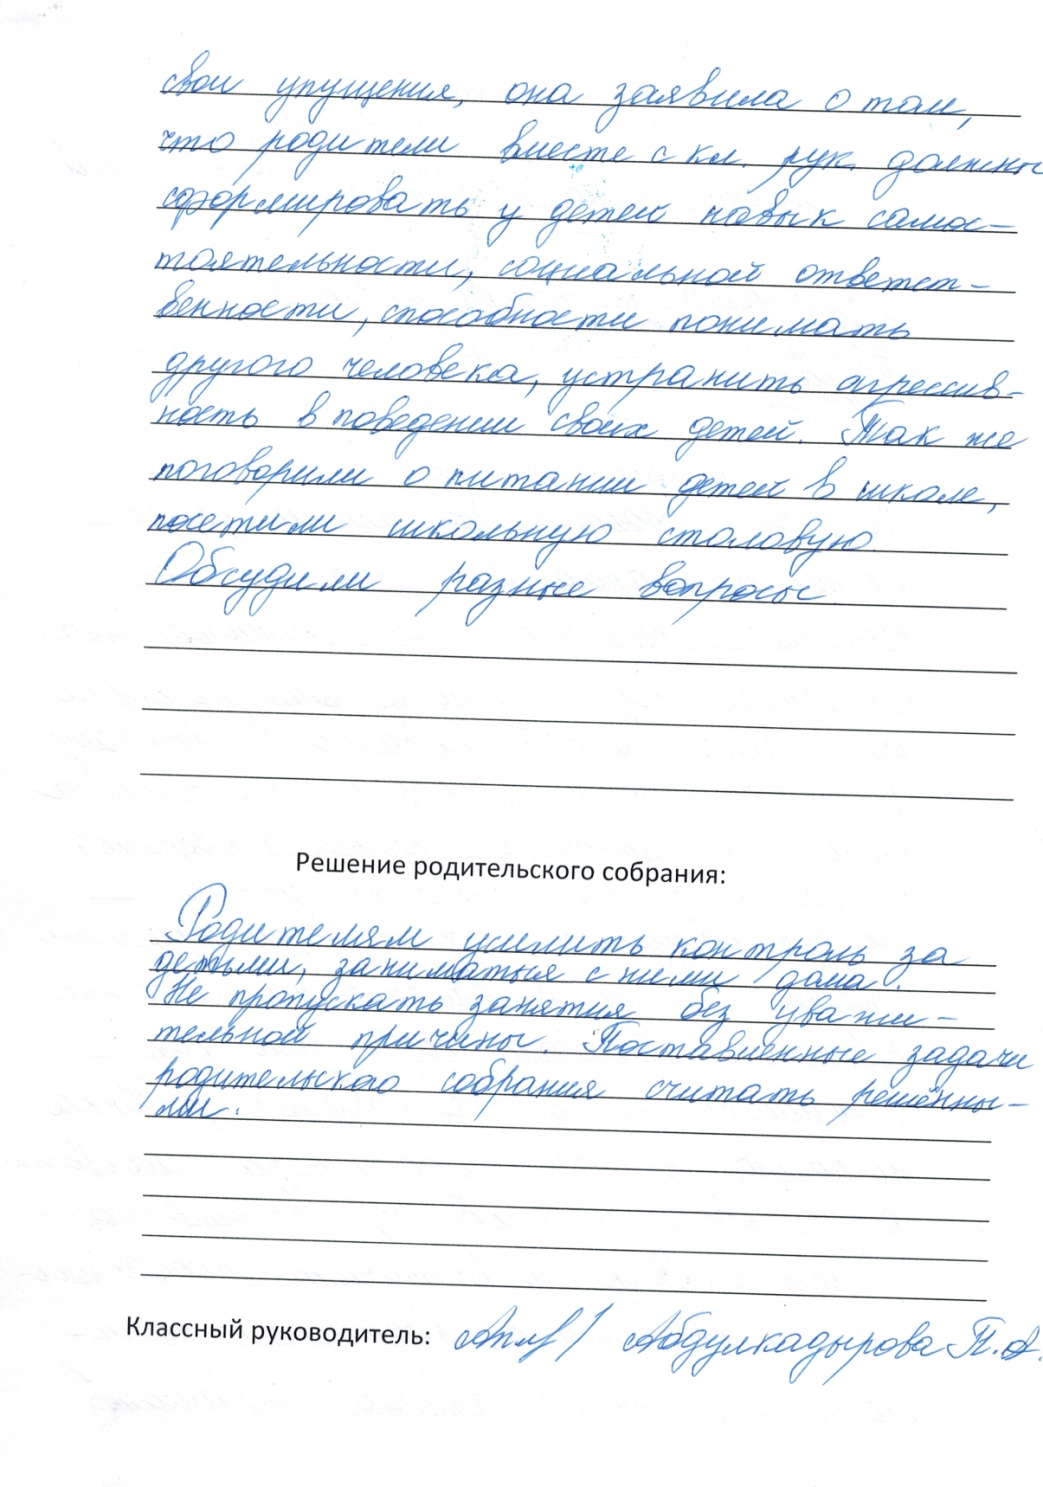 свои упущения, она заявила о том,
что родители вместе с кл. рук. должны
сформировать у детей навык самос-
тоятельности, социальной ответст-
венности, способности понимать
другого человека, устранить агрессив-
ность в поведении своих детей. Так же
поговорили о питании детей в школе,
посетили школьную столовую.
Обсудили разные вопросы
Решение родительского собрания:
Родителям усилить контроль за
детьми, заниматься с ними дома.
Не пропускать занятия без уважи-
тельной причины. Поставленные задачи
родительского собрания считать решённы-
ми.
Классный руководитель: Абдулкадырова П.А.